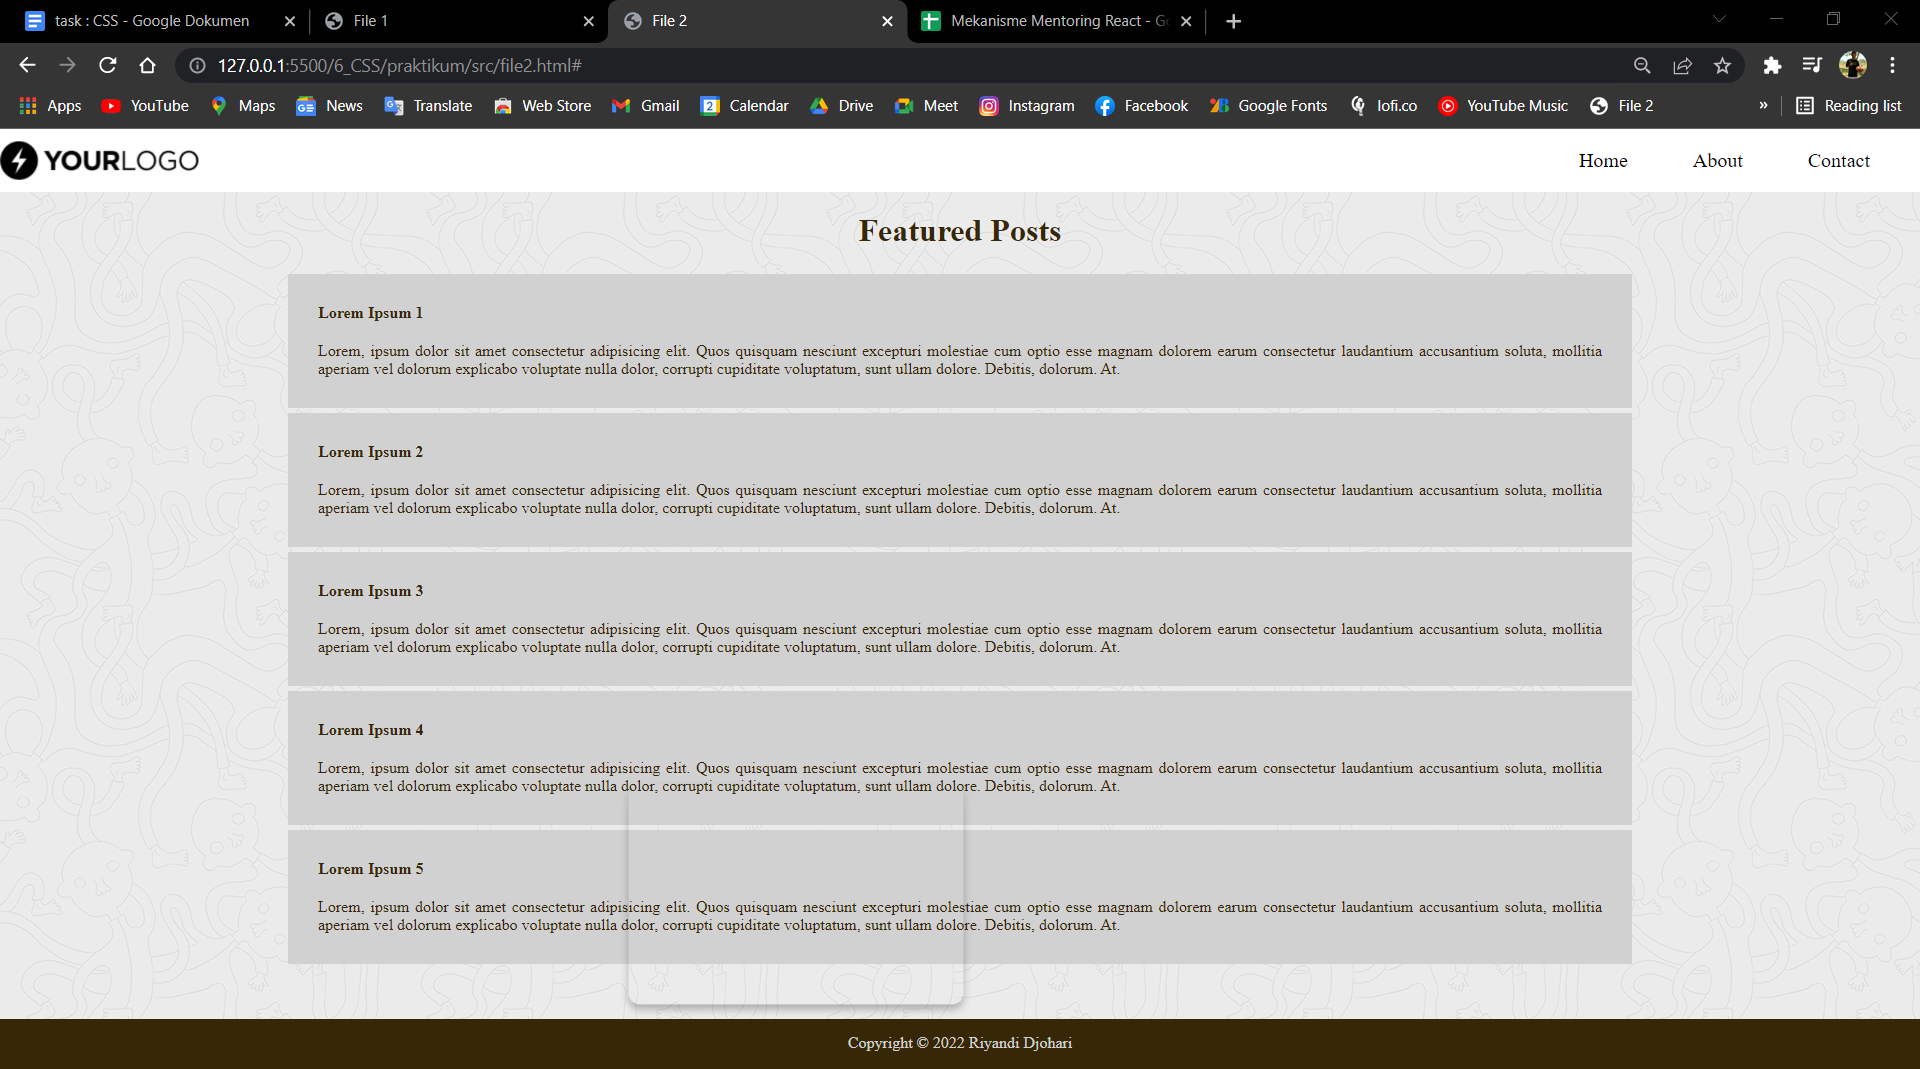 task : CSS - Google Dokumen
File 1
File 2
Mekanisme Mentoring React - Go
127.0.0.1:5500/6_CSS/praktikum/src/file2.html#
Apps YouTube Maps News Translate Web Store Gmail Calendar Drive Meet Instagram Facebook Google Fonts lofi.co YouTube Music File 2 » Reading list
YOURLOGO
Home About Contact
Featured Posts
Lorem Ipsum 1
Lorem, ipsum dolor sit amet consectetur adipisicing elit. Quos quisquam nesciunt excepturi molestiae cum optio esse magnam dolorem earum consectetur laudantium accusantium soluta, mollitia
aperiam vel dolorum explicabo voluptate nulla dolor, corrupti cupiditate voluptatum, sunt ullam dolore. Debitis, dolorum. At.
Lorem Ipsum 2
Lorem, ipsum dolor sit amet consectetur adipisicing elit. Quos quisquam nesciunt excepturi molestiae cum optio esse magnam dolorem earum consectetur laudantium accusantium soluta, mollitia
aperiam vel dolorum explicabo voluptate nulla dolor, corrupti cupiditate voluptatum, sunt ullam dolore. Debitis, dolorum. At.
Lorem Ipsum 3
Lorem, ipsum dolor sit amet consectetur adipisicing elit. Quos quisquam nesciunt excepturi molestiae cum optio esse magnam dolorem earum consectetur laudantium accusantium soluta, mollitia
aperiam vel dolorum explicabo voluptate nulla dolor, corrupti cupiditate voluptatum, sunt ullam dolore. Debitis, dolorum. At.
Lorem Ipsum 4
Lorem, ipsum dolor sit amet consectetur adipisicing elit. Quos quisquam nesciunt excepturi molestiae cum optio esse magnam dolorem earum consectetur laudantium accusantium soluta, mollitia
aperiam vel dolorum explicabo voluptate nulla dolor, corrupti cupiditate voluptatum, sunt ullam dolore. Debitis, dolorum. At.
Lorem Ipsum 5
Lorem, ipsum dolor sit amet consectetur adipisicing elit. Quos quisquam nesciunt excepturi molestiae cum optio esse magnam dolorem earum consectetur laudantium accusantium soluta, mollitia
aperiam vel dolorum explicabo voluptate nulla dolor, corrupti cupiditate voluptatum, sunt ullam dolore. Debitis, dolorum. At.
Copyright © 2022 Riyandi Djohari